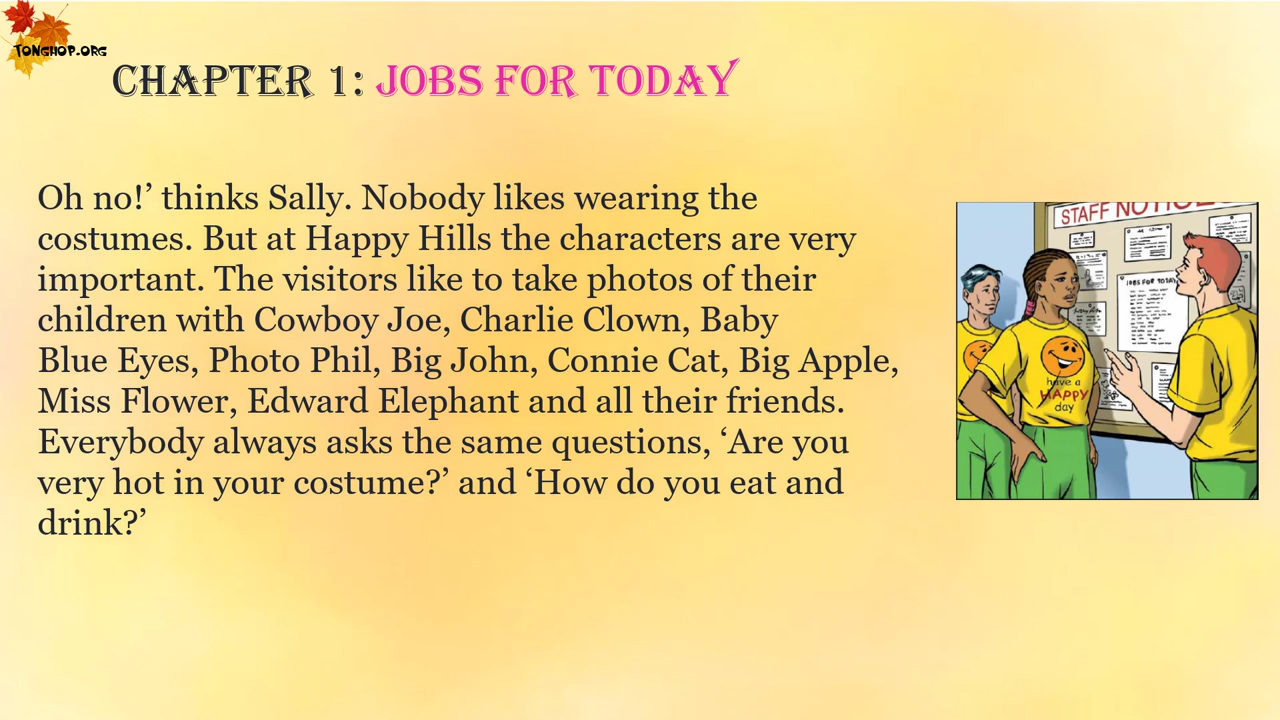 TONGHOP.ORG
CHAPTER 1: JOBS FOR TODAY
Oh no!’ thinks Sally. Nobody likes wearing the
costumes. But at Happy Hills the characters are very
important. The visitors like to take photos of their
children with Cowboy Joe, Charlie Clown, Baby
Blue Eyes, Photo Phil, Big John, Connie Cat, Big Apple,
Miss Flower, Edward Elephant and all their friends.
Everybody always asks the same questions, ‘Are you
very hot in your costume?’ and ‘How do you eat and
drink?’
STAFF NOTICES
JOBS FOR TODAY
have a
HAPPY
day